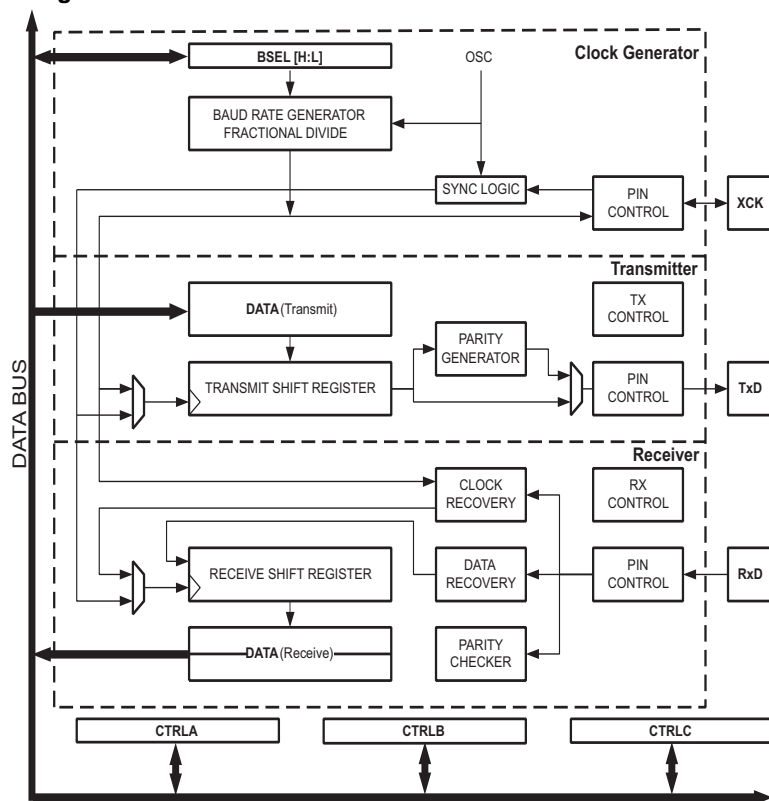 BSEL [H:L]
OSC
Clock Generator
BAUD RATE GENERATOR
FRACTIONAL DIVIDE
SYNC LOGIC
PIN
CONTROL
XCK
Transmitter
DATA (Transmit)
TX
CONTROL
PARITY
GENERATOR
TRANSMIT SHIFT REGISTER
PIN
CONTROL
TxD
DATA BUS
Receiver
CLOCK
RECOVERY
RX
CONTROL
RECEIVE SHIFT REGISTER
DATA
RECOVERY
PIN
CONTROL
RxD
DATA (Receive)
PARITY
CHECKER
CTRLA
CTRLB
CTRLC